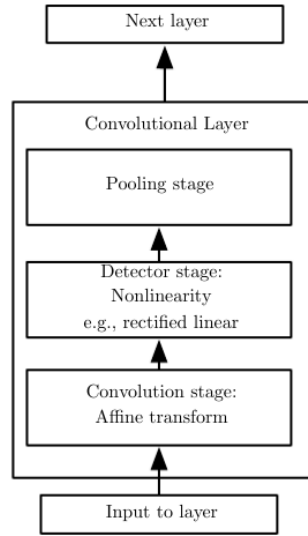 Next layer
Convolutional Layer
Pooling stage
Detector stage:
Nonlinearity
e.g., rectified linear
Convolution stage:
Affine transform
Input to layer